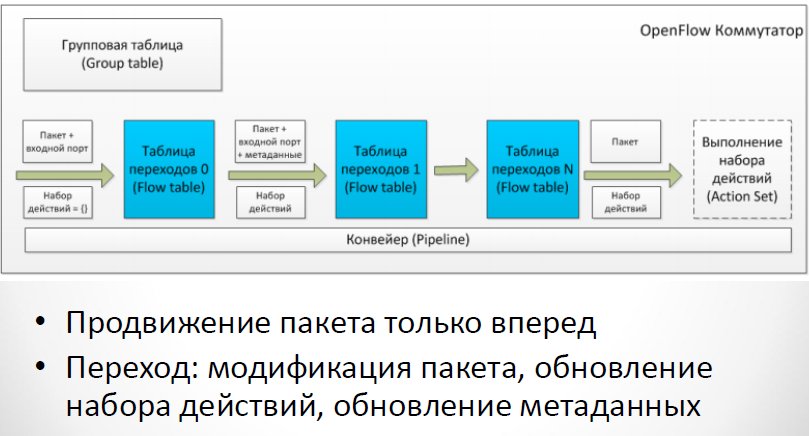 OpenFlow Коммутатор
Групповая таблица
(Group table)
Пакет +
входной порт
Набор
действий = {}
Таблица
переходов 0
(Flow table)
Пакет +
входной порт
+ метаданные
Набор
действий
Таблица
переходов 1
(Flow table)
Таблица
переходов N
(Flow table)
Пакет
Набор
действий
Выполнение
набора
действий
(Action Set)
Конвейер (Pipeline)
• Продвижение пакета только вперед
• Переход: модификация пакета, обновление
набора действий, обновление метаданных